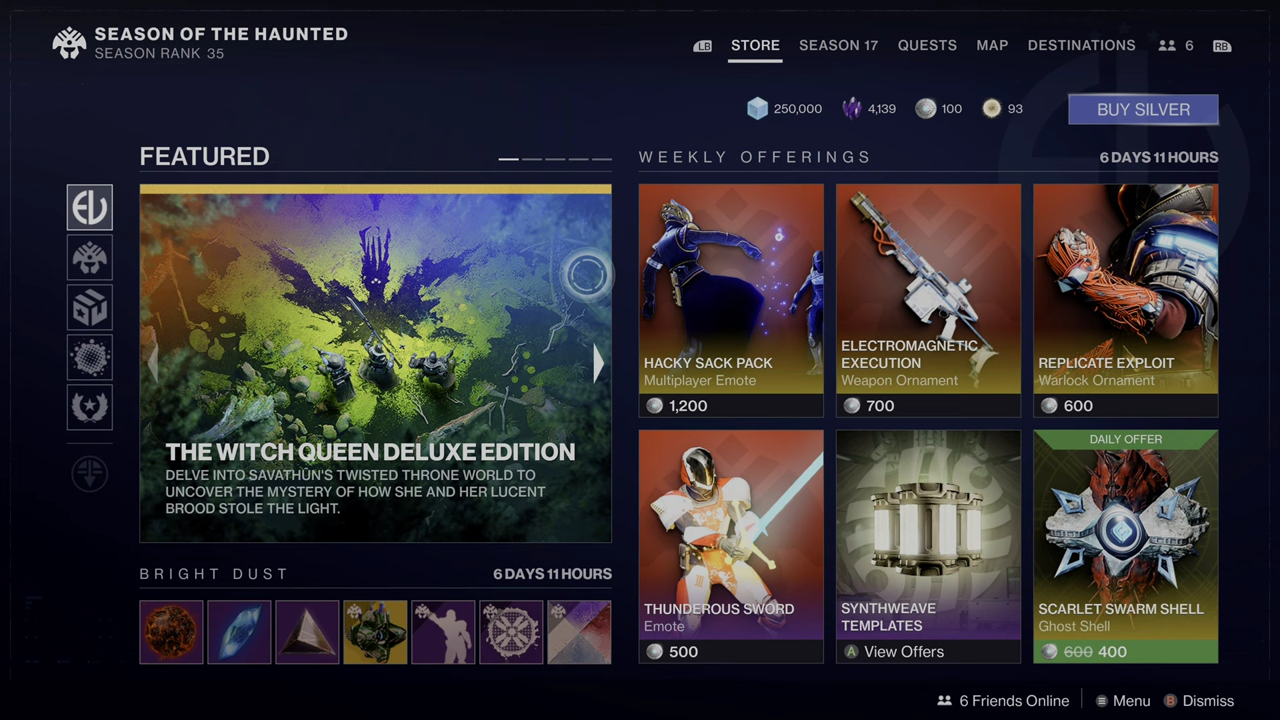 SEASON OF THE HAUNTED
SEASON RANK 35
LB STORE SEASON 17 QUESTS MAP DESTINATIONS 6 RB
250,000 4,139 100 93 BUY SILVER
FEATURED
WEEKLY OFFERINGS 6 DAYS 11 HOURS
THE WITCH QUEEN DELUXE EDITION
DELVE INTO SAVATHÛN'S TWISTED THRONE WORLD TO
UNCOVER THE MYSTERY OF HOW SHE AND HER LUCENT
BROOD STOLE THE LIGHT.
BRIGHT DUST 6 DAYS 11 HOURS
HACKY SACK PACK
Multiplayer Emote
1,200
ELECTROMAGNETIC
EXECUTION
Weapon Ornament
700
REPLICATE EXPLOIT
Warlock Ornament
600
THUNDEROUS SWORD
Emote
500
SYNTHWEAVE
TEMPLATES
A View Offers
DAILY OFFER
SCARLET SWARM SHELL
Ghost Shell
600 400
6 Friends Online Menu B Dismiss